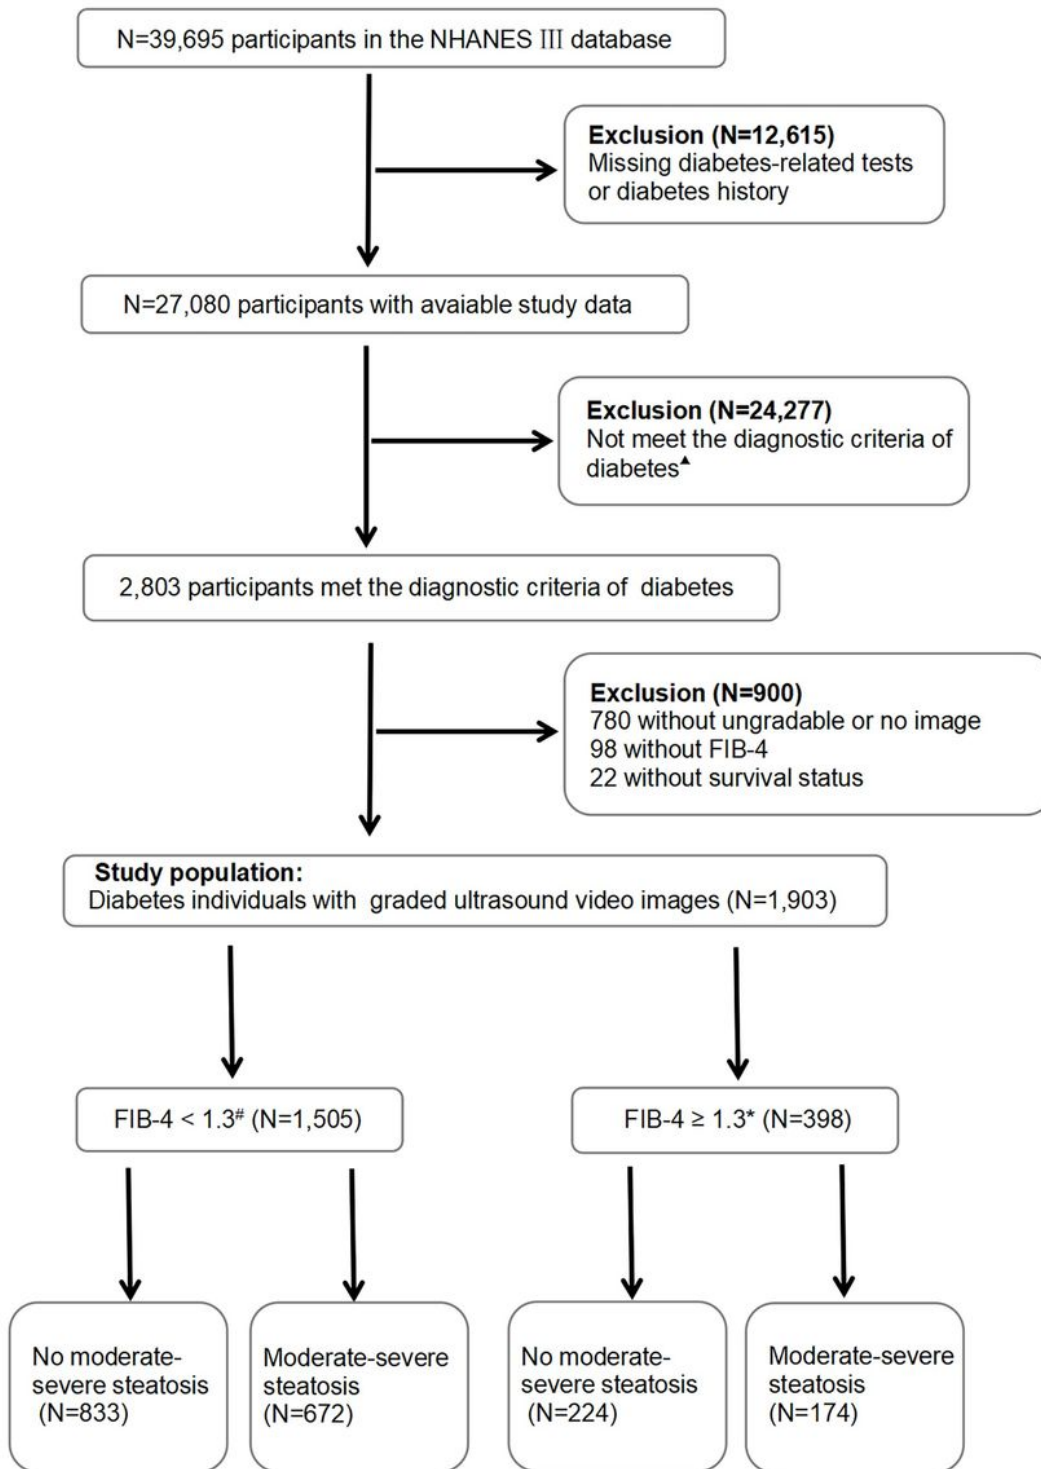 N=39,695 participants in the NHANES III database
Exclusion (N=12,615)
Missing diabetes-related tests
or diabetes history
N=27,080 participants with avaiable study data
Exclusion (N=24,277)
Not meet the diagnostic criteria of
diabetes▲
2,803 participants met the diagnostic criteria of diabetes
Exclusion (N=900)
780 without ungradable or no image
98 without FIB-4
22 without survival status
Study population:
Diabetes individuals with graded ultrasound video images (N=1,903)
FIB-4 < 1.3# (N=1,505)
FIB-4 ≥ 1.3* (N=398)
No moderate-
severe steatosis
(N=833)
Moderate-severe
steatosis
(N=672)
No moderate-
severe steatosis
(N=224)
Moderate-severe
steatosis
(N=174)